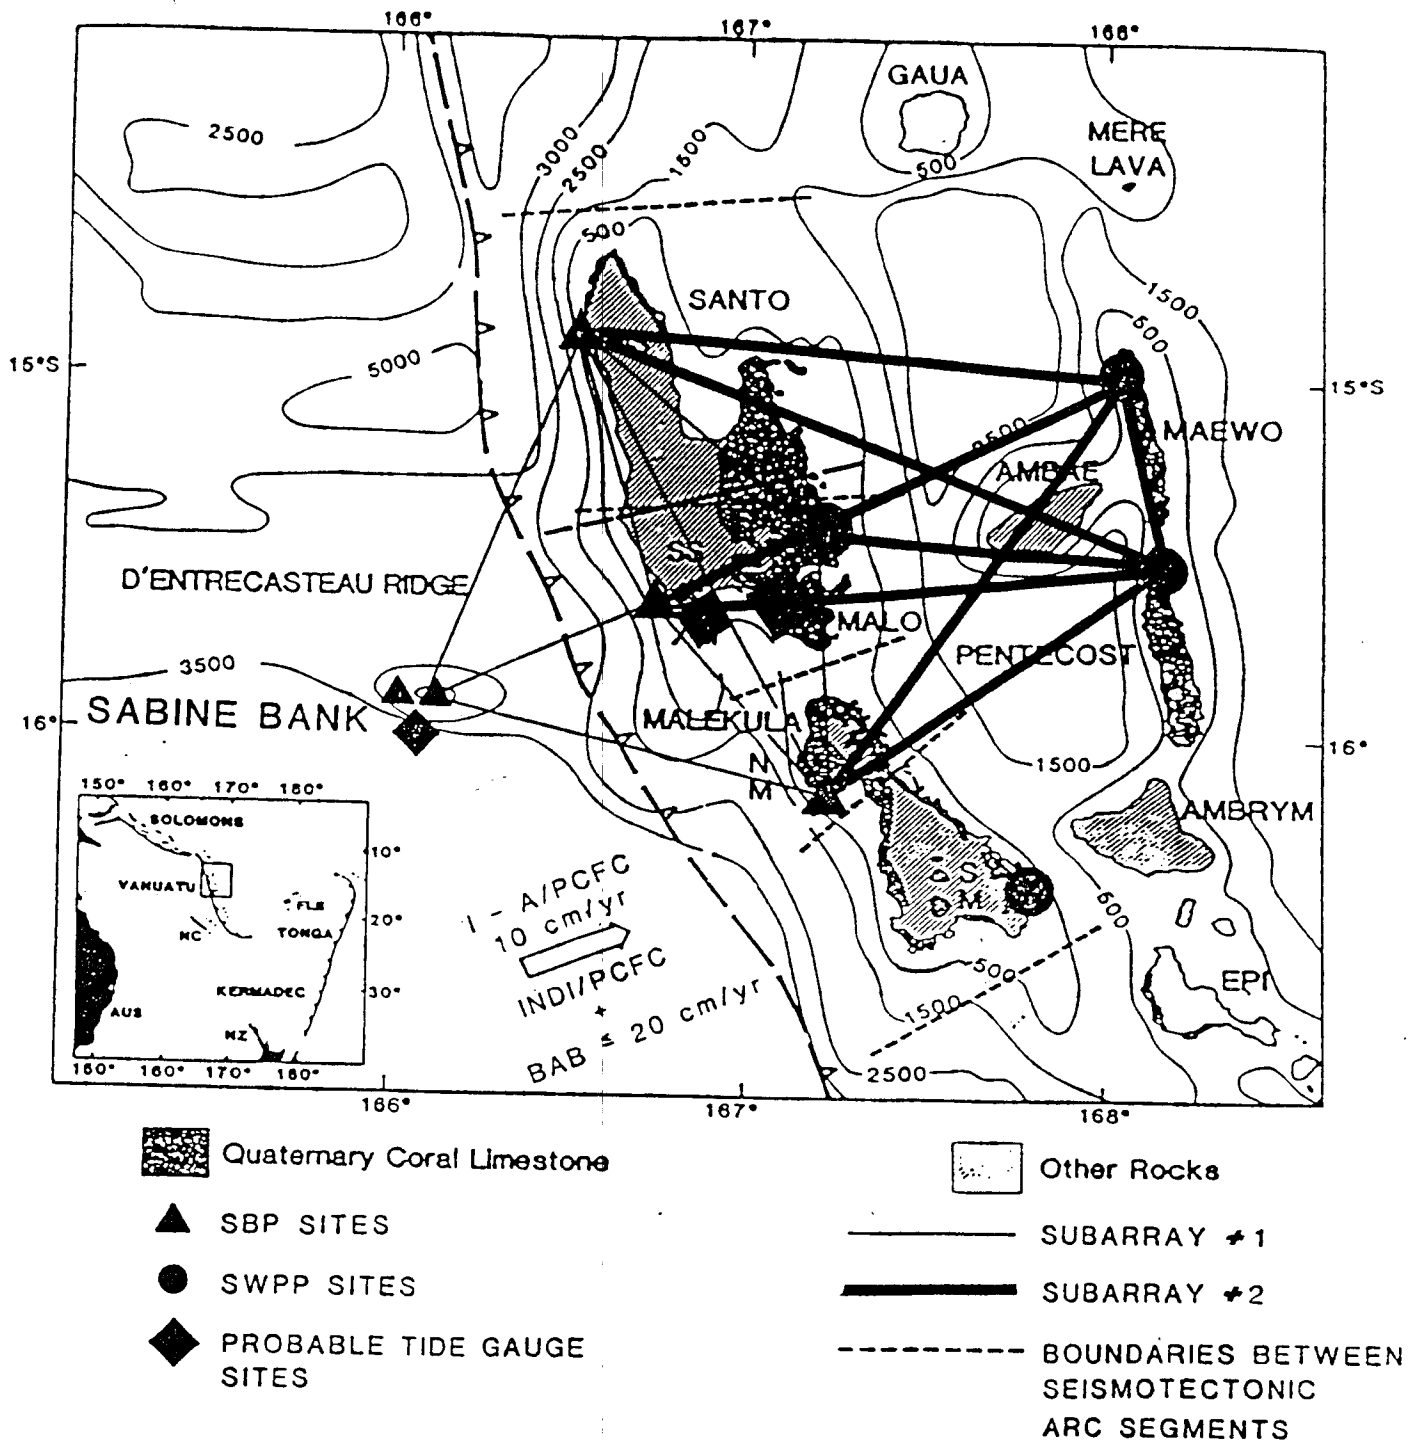 166° 167° 168°
GAUA
MERE
LAVA
2500
3000
2500
1500
500
500
SANTO
1500
500
15°S
15°S
5000
2500
MAEWO
AMBAE
SS
D'ENTRECASTEAU RIDGE
MALO
PENTECOST
3500
SABINE BANK
16°
MALEKULA
N
M
1500
16°
AMBRYM
S
M
500
500
1500
EPI
2500
I - A/PCFC
10 cm/yr
INDI/PCFC
+
BAB ≤ 20 cm/yr
150° 160° 170° 180°
SOLOMONS
10°
VANUATU
FIJI
20°
NC
TONGA
KERMADEC
30°
AUS
NZ
150° 160° 170° 180°
166° 167° 168°
Quaternary Coral Limestone
Other Rocks
SBP SITES
SUBARRAY #1
SWPP SITES
SUBARRAY #2
PROBABLE TIDE GAUGE
SITES
BOUNDARIES BETWEEN
SEISMOTECTONIC
ARC SEGMENTS